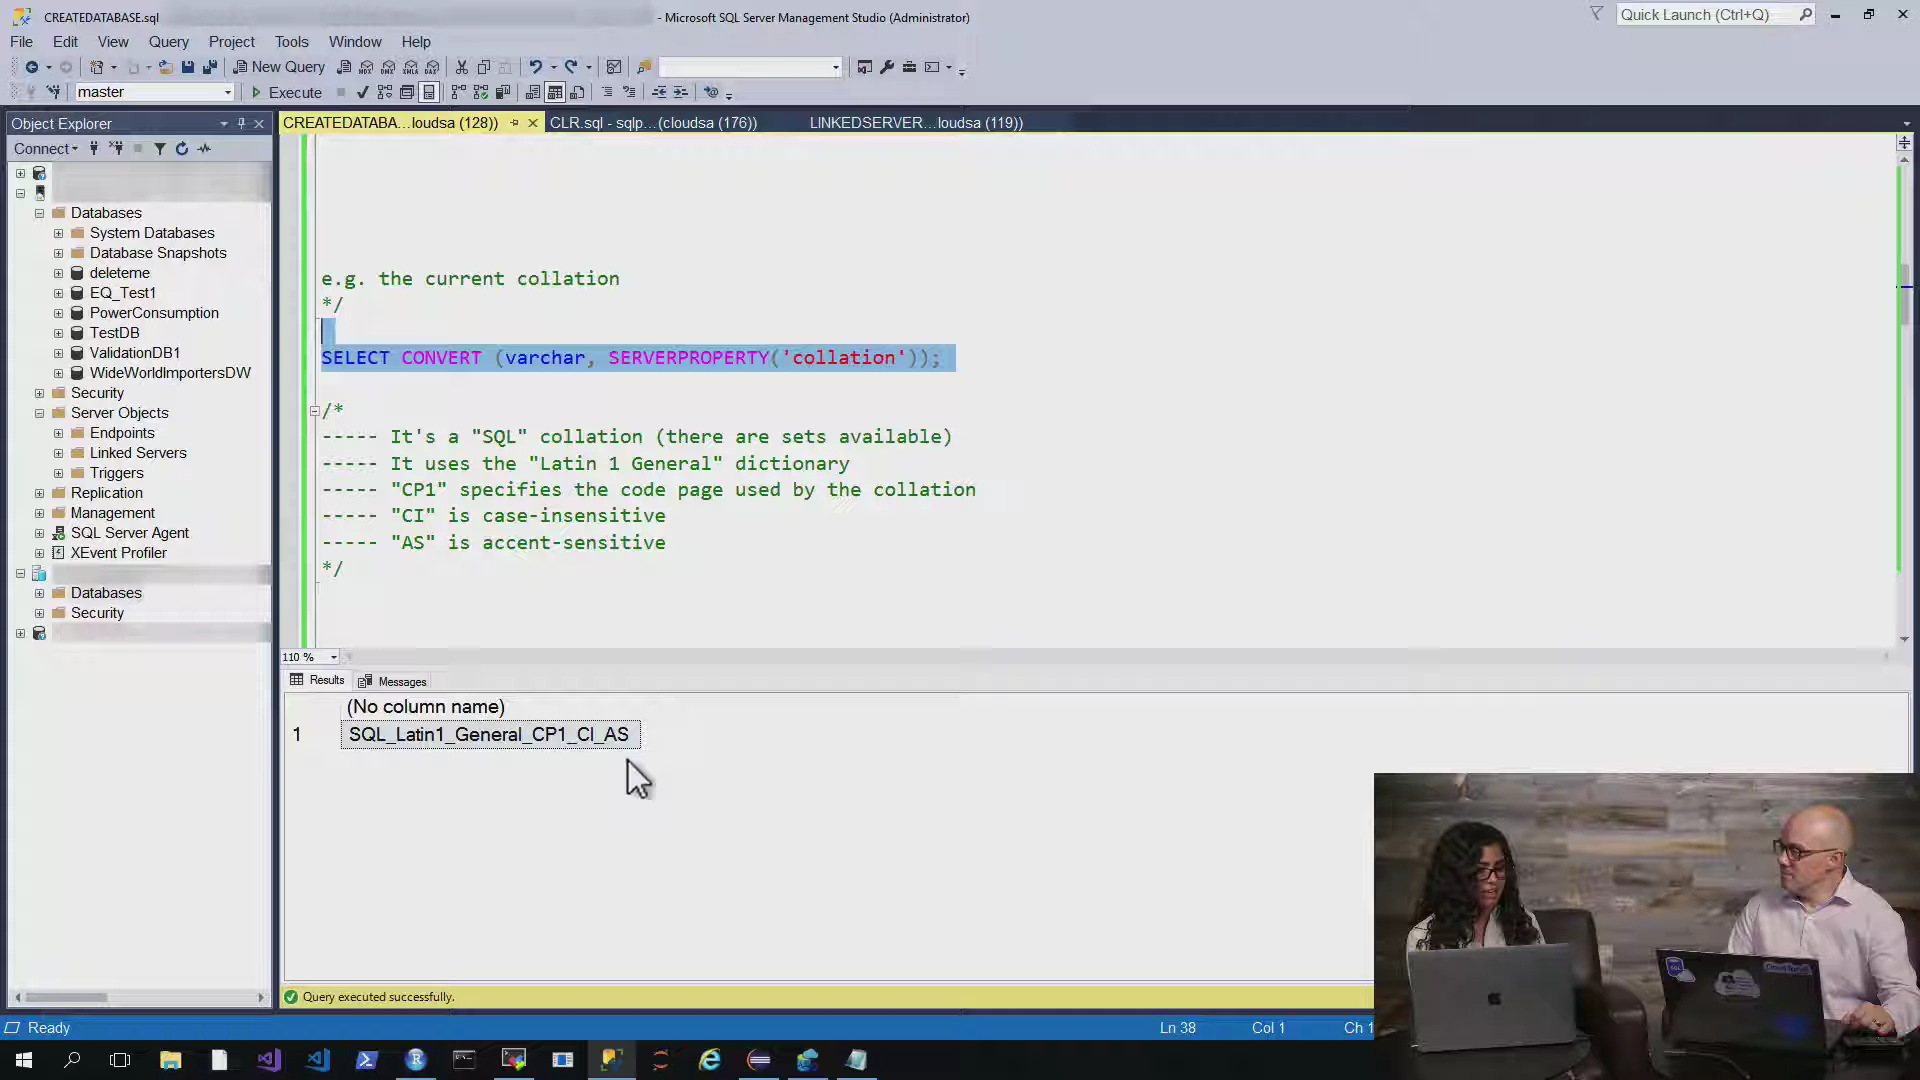 CREATEDATABASE.sql
- Microsoft SQL Server Management Studio (Administrator)
Quick Launch (Ctrl+Q)
File Edit View Query Project Tools Window Help
New Query
master
Execute
Object Explorer
CREATEDATABA...loudsa (128))
CLR.sql - sqlp...(cloudsa (176))
LINKEDSERVER...loudsa (119))
Connect
Databases
System Databases
Database Snapshots
deleteme
EQ_Test1
PowerConsumption
TestDB
ValidationDB1
WideWorldImportersDW
Security
Server Objects
Endpoints
Linked Servers
Triggers
Replication
Management
SQL Server Agent
XEvent Profiler
Databases
Security
e.g. the current collation
*/
SELECT CONVERT (varchar, SERVERPROPERTY('collation'));
/*
----- It's a "SQL" collation (there are sets available)
----- It uses the "Latin 1 General" dictionary
----- "CP1" specifies the code page used by the collation
----- "CI" is case-insensitive
----- "AS" is accent-sensitive
*/
110 %
Results Messages
(No column name)
1 SQL_Latin1_General_CP1_CI_AS
Query executed successfully.
Ready
Ln 38
Col 1
Ch 1